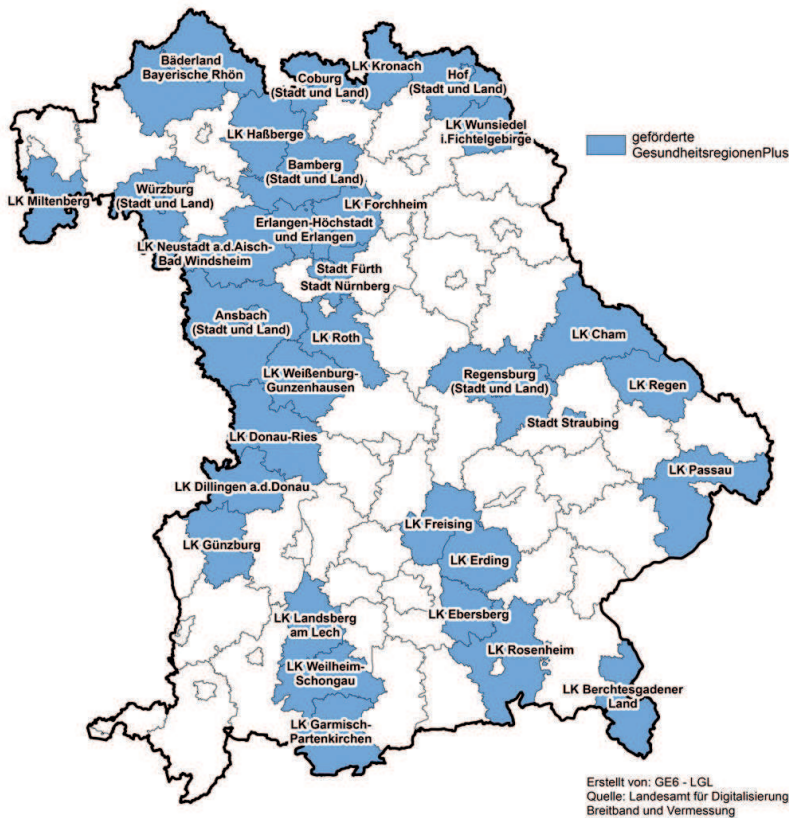 Bäderland
Bayerische Rhön
LK Kronach
Coburg
(Stadt und Land)
Hof
(Stadt und Land)
LK Haßberge
LK Wunsiedel
i.Fichtelgebirge
geförderte
GesundheitsregionenPlus
Bamberg
(Stadt und Land)
LK Miltenberg
Würzburg
(Stadt und Land)
LK Forchheim
Erlangen-Höchstadt
und Erlangen
LK Neustadt a.d.Aisch-
Bad Windsheim
Stadt Fürth
Stadt Nürnberg
Ansbach
(Stadt und Land)
LK Roth
LK Cham
LK Weißenburg-
Gunzenhausen
Regensburg
(Stadt und Land)
LK Regen
Stadt Straubing
LK Donau-Ries
LK Passau
LK Dillingen a.d.Donau
LK Freising
LK Günzburg
LK Erding
LK Landsberg
am Lech
LK Ebersberg
LK Rosenheim
LK Weilheim-
Schongau
LK Berchtesgadener
Land
LK Garmisch-
Partenkirchen
Erstellt von: GE6 - LGL
Quelle: Landesamt für Digitalisierung
Breitband und Vermessung